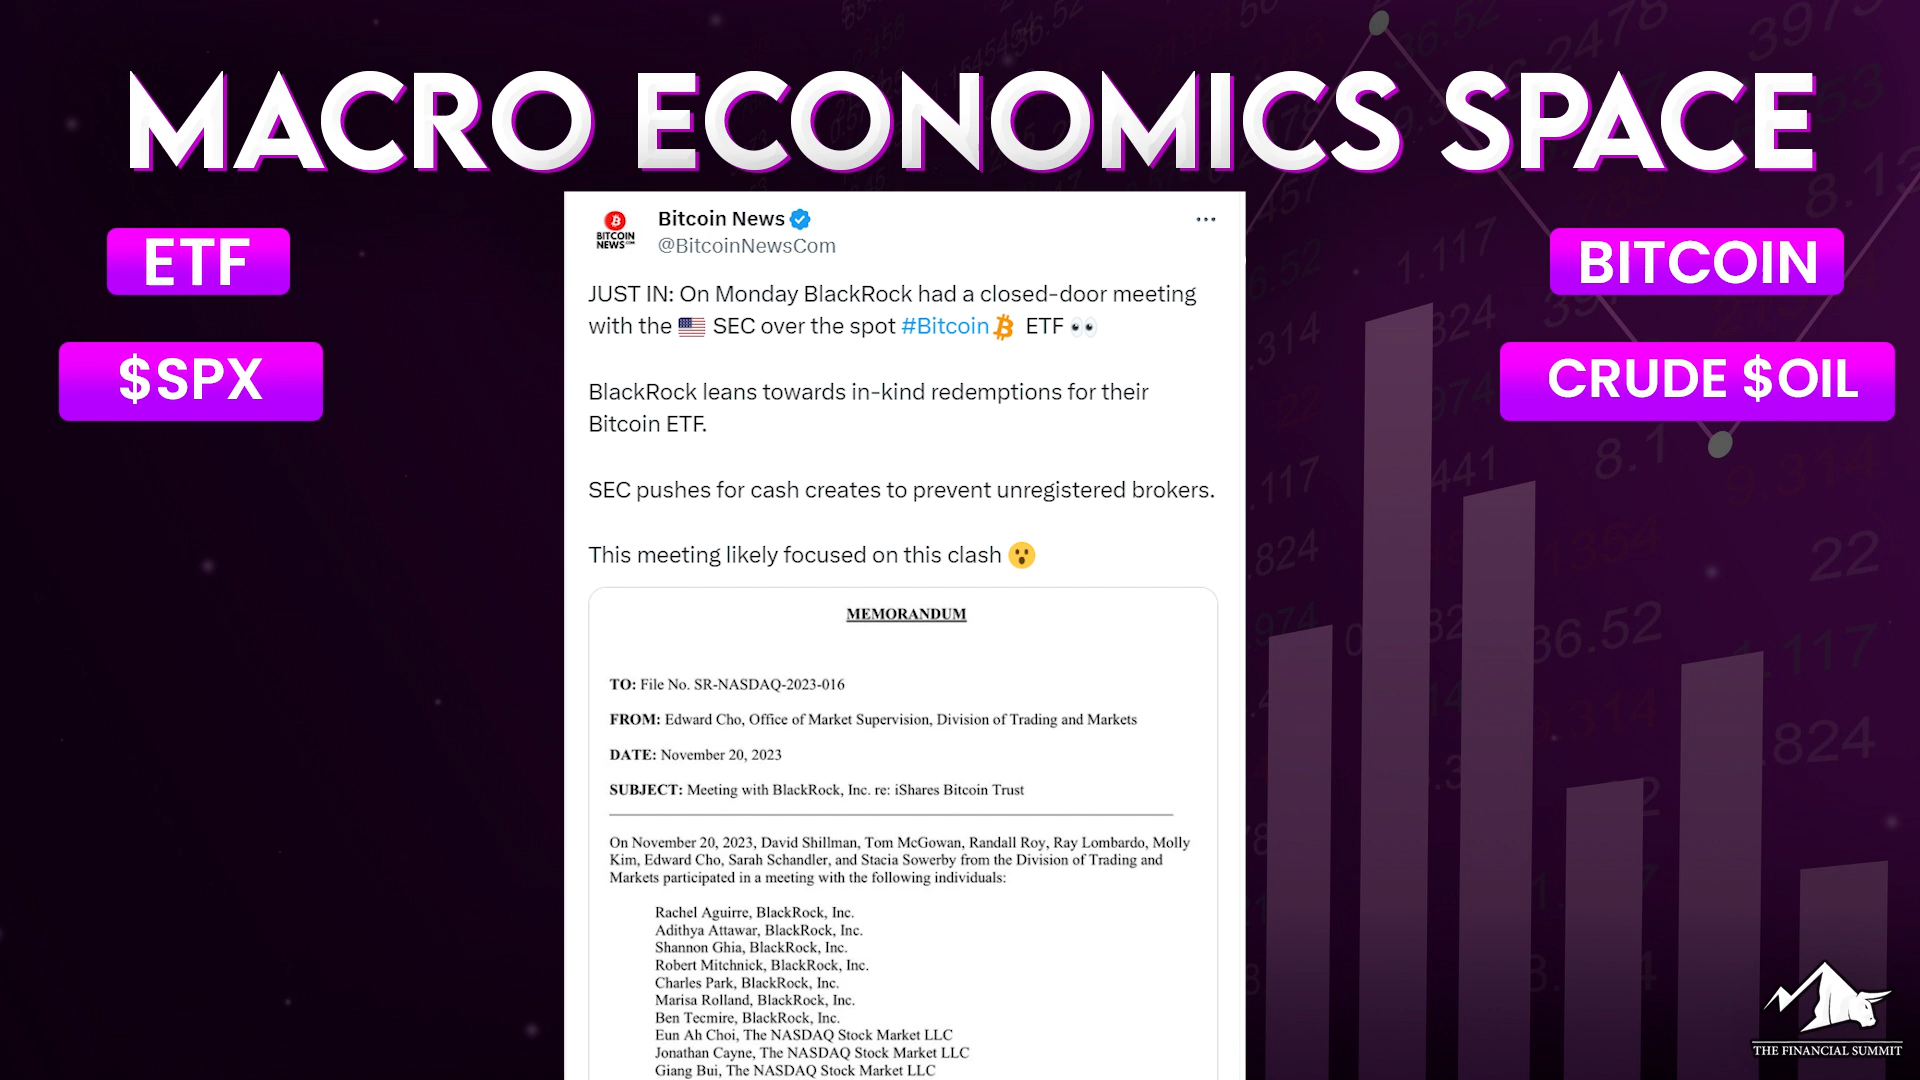 MACRO ECONOMICS SPACE
ETF
$SPX
BITCOIN
CRUDE $OIL
BITCOIN
NEWS.COM
Bitcoin News
@BitcoinNewsCom
JUST IN: On Monday BlackRock had a closed-door meeting
with the 🇺🇸 SEC over the spot #Bitcoin ETF 👀
BlackRock leans towards in-kind redemptions for their
Bitcoin ETF.
SEC pushes for cash creates to prevent unregistered brokers.
This meeting likely focused on this clash 😮
MEMORANDUM
TO: File No. SR-NASDAQ-2023-016
FROM: Edward Cho, Office of Market Supervision, Division of Trading and Markets
DATE: November 20, 2023
SUBJECT: Meeting with BlackRock, Inc. re: iShares Bitcoin Trust
On November 20, 2023, David Shillman, Tom McGowan, Randall Roy, Ray Lombardo, Molly
Kim, Edward Cho, Sarah Schandler, and Stacia Sowerby from the Division of Trading and
Markets participated in a meeting with the following individuals:
Rachel Aguirre, BlackRock, Inc.
Adithya Attawar, BlackRock, Inc.
Shannon Ghia, BlackRock, Inc.
Robert Mitchnick, BlackRock, Inc.
Charles Park, BlackRock, Inc.
Marisa Rolland, BlackRock, Inc.
Ben Tecmire, BlackRock, Inc.
Eun Ah Choi, The NASDAQ Stock Market LLC
Jonathan Cayne, The NASDAQ Stock Market LLC
Giang Bui, The NASDAQ Stock Market LLC
THE FINANCIAL SUMMIT